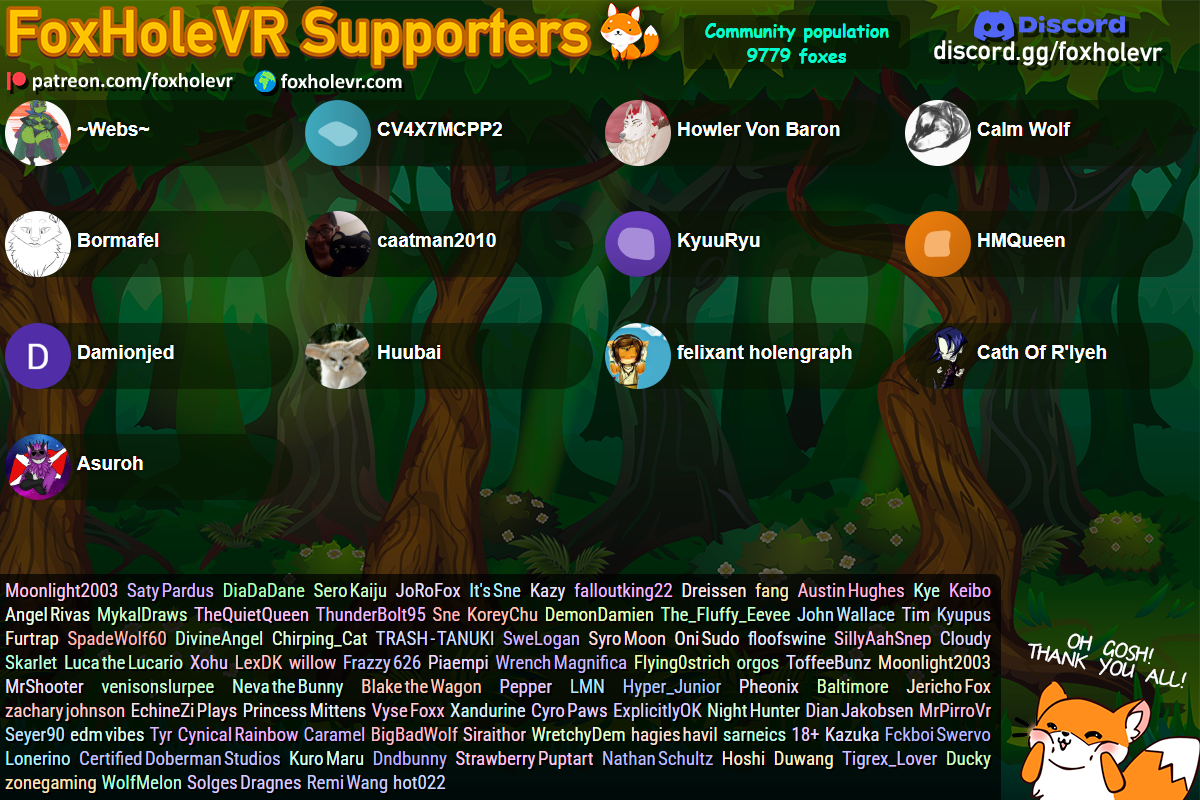 FoxHoleVR Supporters
Community population
9779 foxes
Discord
discord.gg/foxholevr
patreon.com/foxholevr
foxholevr.com
~Webs~
CV4X7MCPP2
Howler Von Baron
Calm Wolf
Bormafel
caatman2010
KyuuRyu
HMQueen
D
Damionjed
Huubai
felixant holengraph
Cath Of R'lyeh
Asuroh
Moonlight2003 Saty Pardus DiaDaDane Sero Kaiju JoRoFox It's Sne Kazy falloutking22 Dreissen fang Austin Hughes Kye Keibo
Angel Rivas MykalDraws TheQuietQueen ThunderBolt95 Sne KoreyChu DemonDamien The_Fluffy_Eevee John Wallace Tim Kyupus
Furtrap SpadeWolf60 DivineAngel Chirping_Cat TRASH-TANUKI SweLogan Syro Moon Oni Sudo floofswine SillyAahSnep Cloudy
Skarlet Luca the Lucario Xohu LexDK willow Frazzy 626 Piaempi Wrench Magnifica Flying0strich orgos ToffeeBunz Moonlight2003
MrShooter venisonslurpee Neva the Bunny Blake the Wagon Pepper LMN Hyper_Junior Pheonix Baltimore Jericho Fox
zachary johnson EchineZi Plays Princess Mittens Vyse Foxx Xandurine Cyro Paws ExplicitlyOK Night Hunter Dian Jakobsen MrPirroVr
Seyer90 edm vibes Tyr Cynical Rainbow Caramel BigBadWolf Siraithor WretchyDem hagies havil sarneics 18+ Kazuka Fckboi Swervo
Lonerino Certified Doberman Studios Kuro Maru Dndbunny Strawberry Puptart Nathan Schultz Hoshi Duwang Tigrex_Lover Ducky
zonegaming WolfMelon Solges Dragnes Remi Wang hot022
OH GOSH!
THANK YOU ALL!